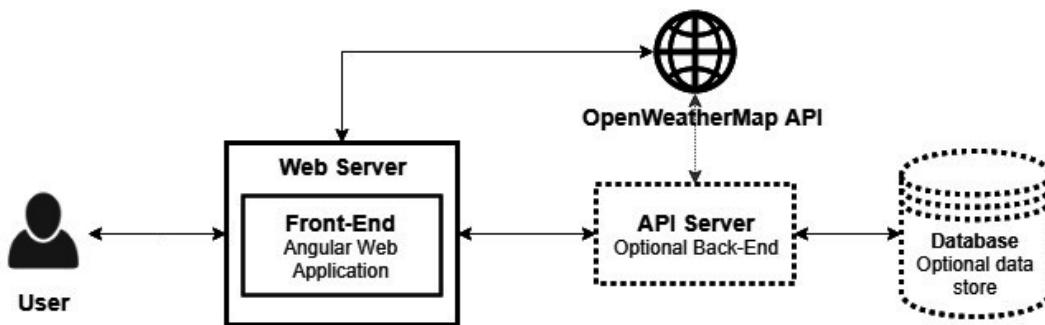 OpenWeatherMap API
Web Server
Front-End
Angular Web
Application
API Server
Optional Back-End
Database
Optional data
store
User